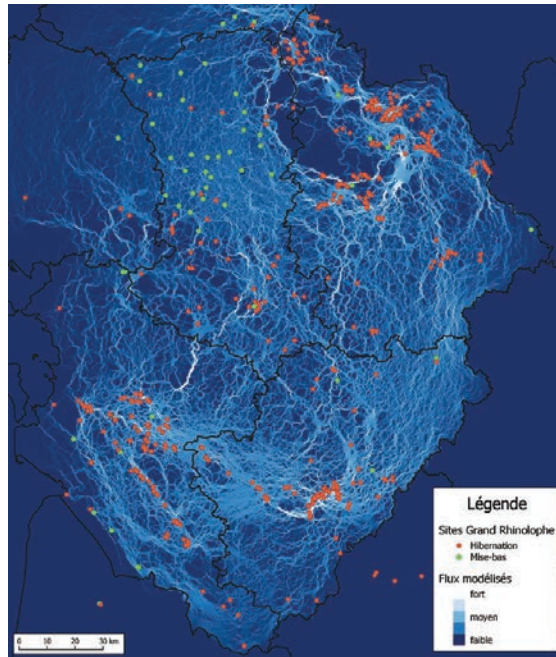 Légende
Sites Grand Rhinolophe
Hibernation
Mise-bas
Flux modélisés
fort
moyen
faible
0 10 20 30 km